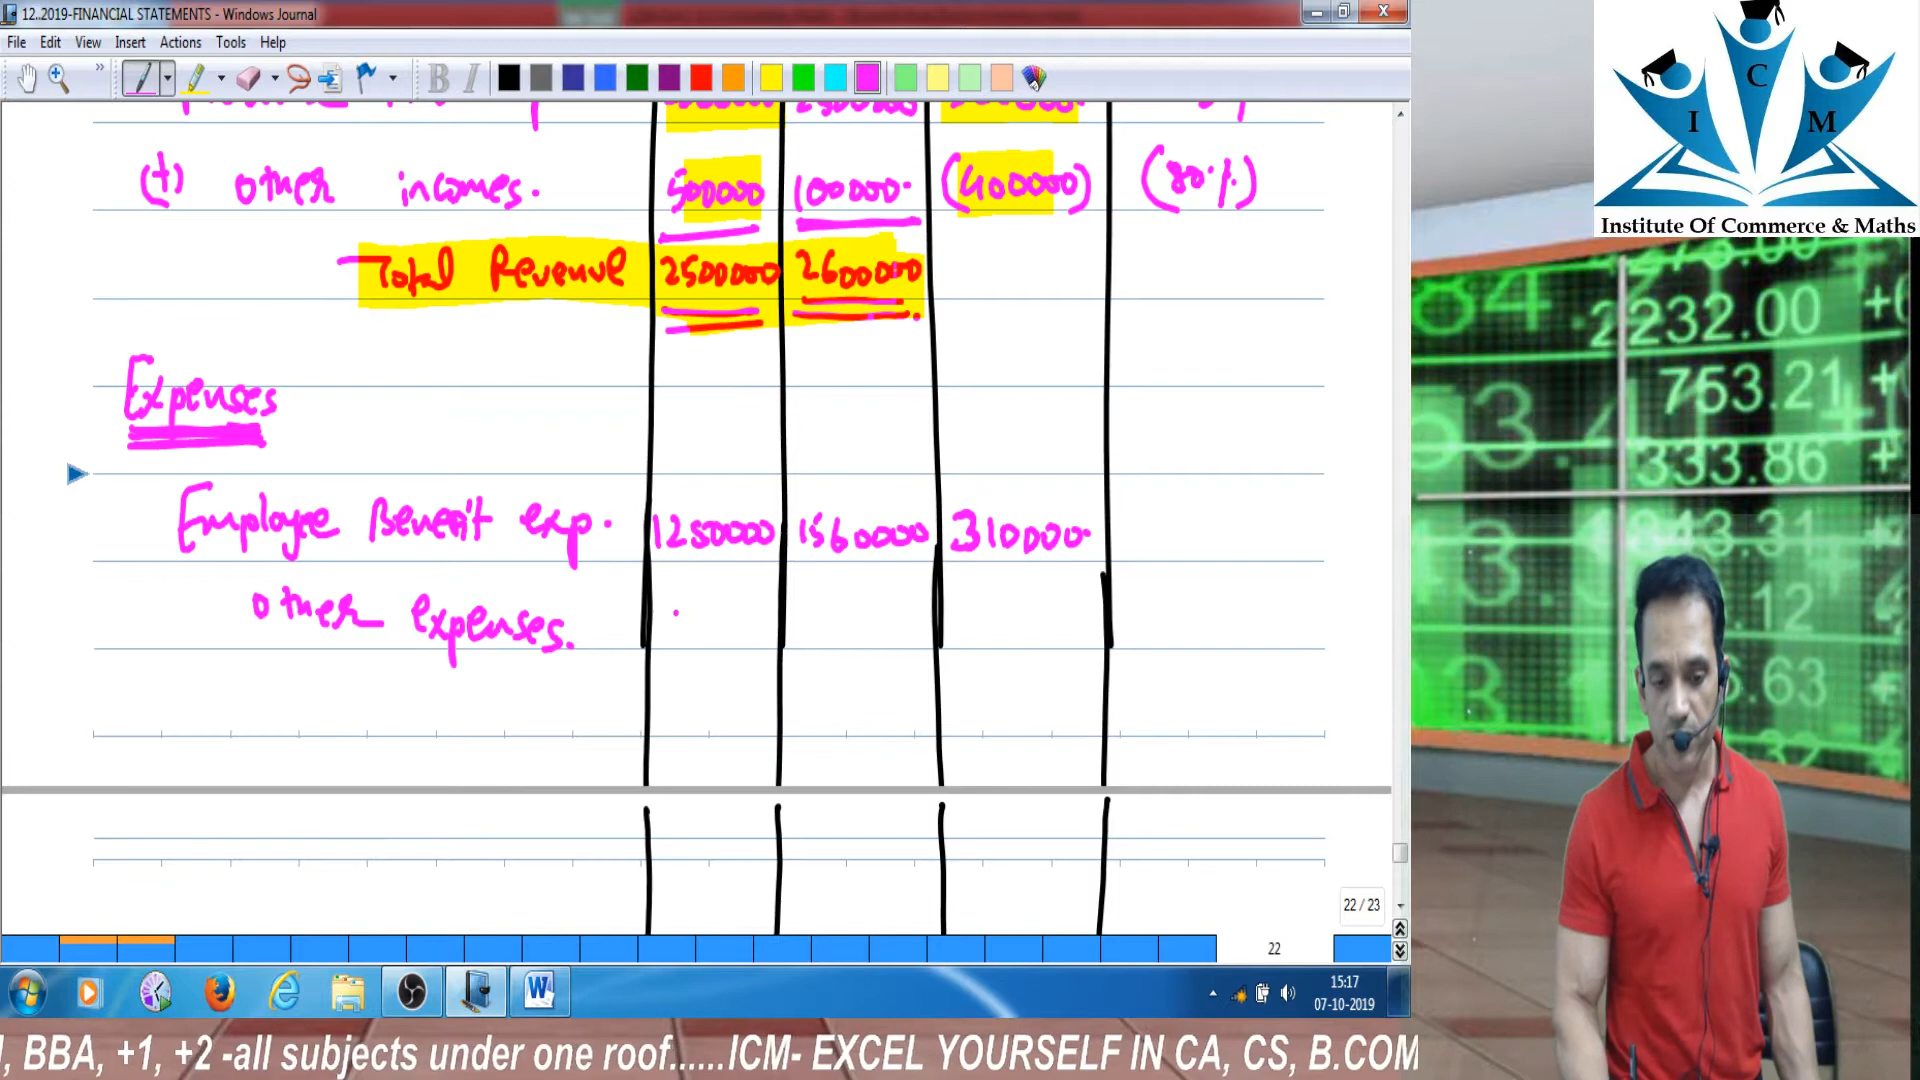 12..2019-FINANCIAL STATEMENTS - Windows Journal
File Edit View Insert Actions Tools Help
B I
(+) other incomes. 500000 100000 (400000) (80%)
Total Revenue 2500000 2600000
Expenses
Employee Benefit exp. 1250000 1560000 310000
other expenses.
22 / 23
22
15:17
07-10-2019
I C M
Institute Of Commerce & Maths
2232.00
753.21
333.86
, BBA, +1, +2 -all subjects under one roof......ICM- EXCEL YOURSELF IN CA, CS, B.COM